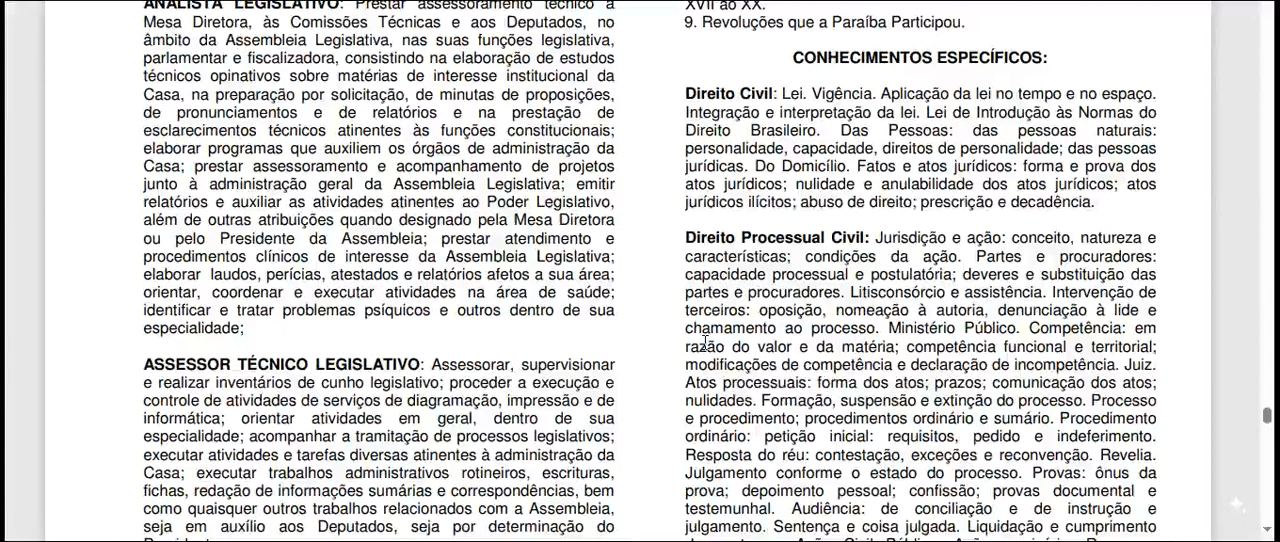 ANALISTA LEGISLATIVO: Prestar assessoramento técnico à
Mesa Diretora, às Comissões Técnicas e aos Deputados, no
âmbito da Assembleia Legislativa, nas suas funções legislativa,
parlamentar e fiscalizadora, consistindo na elaboração de estudos
técnicos opinativos sobre matérias de interesse institucional da
Casa, na preparação por solicitação, de minutas de proposições,
de pronunciamentos e de relatórios e na prestação de
esclarecimentos técnicos atinentes às funções constitucionais;
elaborar programas que auxiliem os órgãos de administração da
Casa; prestar assessoramento e acompanhamento de projetos
junto à administração geral da Assembleia Legislativa; emitir
relatórios e auxiliar as atividades atinentes ao Poder Legislativo,
além de outras atribuições quando designado pela Mesa Diretora
ou pelo Presidente da Assembleia; prestar atendimento e
procedimentos clínicos de interesse da Assembleia Legislativa;
elaborar laudos, perícias, atestados e relatórios afetos a sua área;
orientar, coordenar e executar atividades na área de saúde;
identificar e tratar problemas psíquicos e outros dentro de sua
especialidade;
ASSESSOR TÉCNICO LEGISLATIVO: Assessorar, supervisionar
e realizar inventários de cunho legislativo; proceder a execução e
controle de atividades de serviços de diagramação, impressão e de
informática; orientar atividades em geral, dentro de sua
especialidade; acompanhar a tramitação de processos legislativos;
executar atividades e tarefas diversas atinentes à administração da
Casa; executar trabalhos administrativos rotineiros, escrituras,
fichas, redação de informações sumárias e correspondências, bem
como quaisquer outros trabalhos relacionados com a Assembleia,
seja em auxílio aos Deputados, seja por determinação do
XVII ao XX.
9. Revoluções que a Paraíba Participou.
CONHECIMENTOS ESPECÍFICOS:
Direito Civil: Lei. Vigência. Aplicação da lei no tempo e no espaço.
Integração e interpretação da lei. Lei de Introdução às Normas do
Direito Brasileiro. Das Pessoas: das pessoas naturais:
personalidade, capacidade, direitos de personalidade; das pessoas
jurídicas. Do Domicílio. Fatos e atos jurídicos: forma e prova dos
atos jurídicos; nulidade e anulabilidade dos atos jurídicos; atos
jurídicos ilícitos; abuso de direito; prescrição e decadência.
Direito Processual Civil: Jurisdição e ação: conceito, natureza e
características; condições da ação. Partes e procuradores:
capacidade processual e postulatória; deveres e substituição das
partes e procuradores. Litisconsórcio e assistência. Intervenção de
terceiros: oposição, nomeação à autoria, denunciação à lide e
chamamento ao processo. Ministério Público. Competência: em
razão do valor e da matéria; competência funcional e territorial;
modificações de competência e declaração de incompetência. Juiz.
Atos processuais: forma dos atos; prazos; comunicação dos atos;
nulidades. Formação, suspensão e extinção do processo. Processo
e procedimento; procedimentos ordinário e sumário. Procedimento
ordinário: petição inicial: requisitos, pedido e indeferimento.
Resposta do réu: contestação, exceções e reconvenção. Revelia.
Julgamento conforme o estado do processo. Provas: ônus da
prova; depoimento pessoal; confissão; provas documental e
testemunhal. Audiência: de conciliação e de instrução e
julgamento. Sentença e coisa julgada. Liquidação e cumprimento